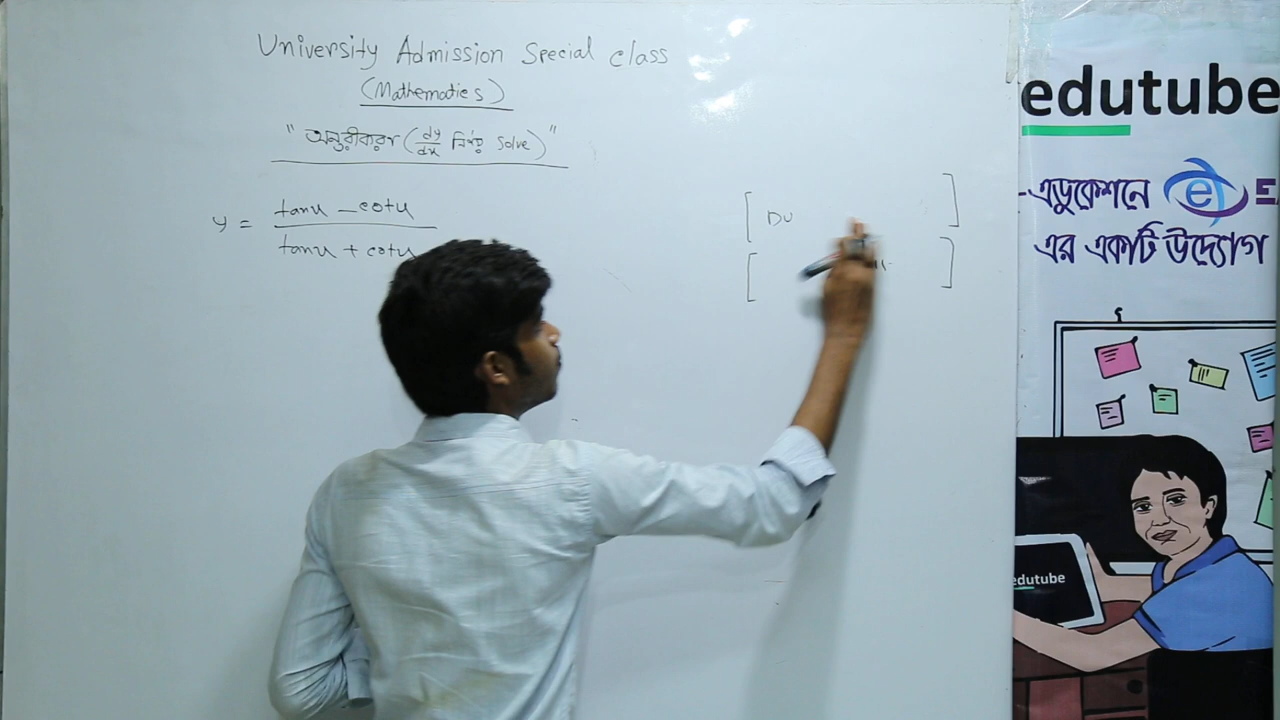 University Admission Special class
(Mathematics)
"অন্তরীকরণ (dy/dx নির্ণয় Solve)"
y = (tanx - cotx)/(tanx + cotx)
[ DU ]
[ ]
edutube
-এডুকেশনে e E
এর একটি উদ্যোগ
edutube